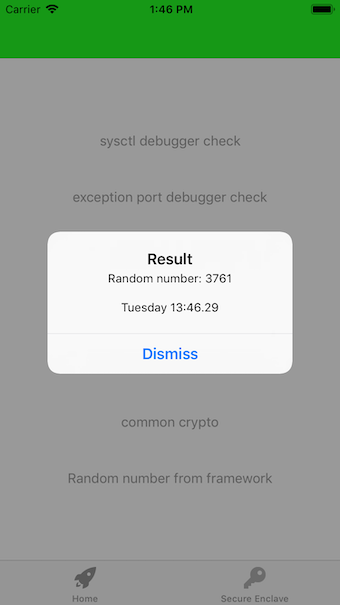 Carrier 1:46 PM
sysctl debugger check
exception port debugger check
Result
Random number: 3761
Tuesday 13:46.29
Dismiss
common crypto
Random number from framework
Home Secure Enclave